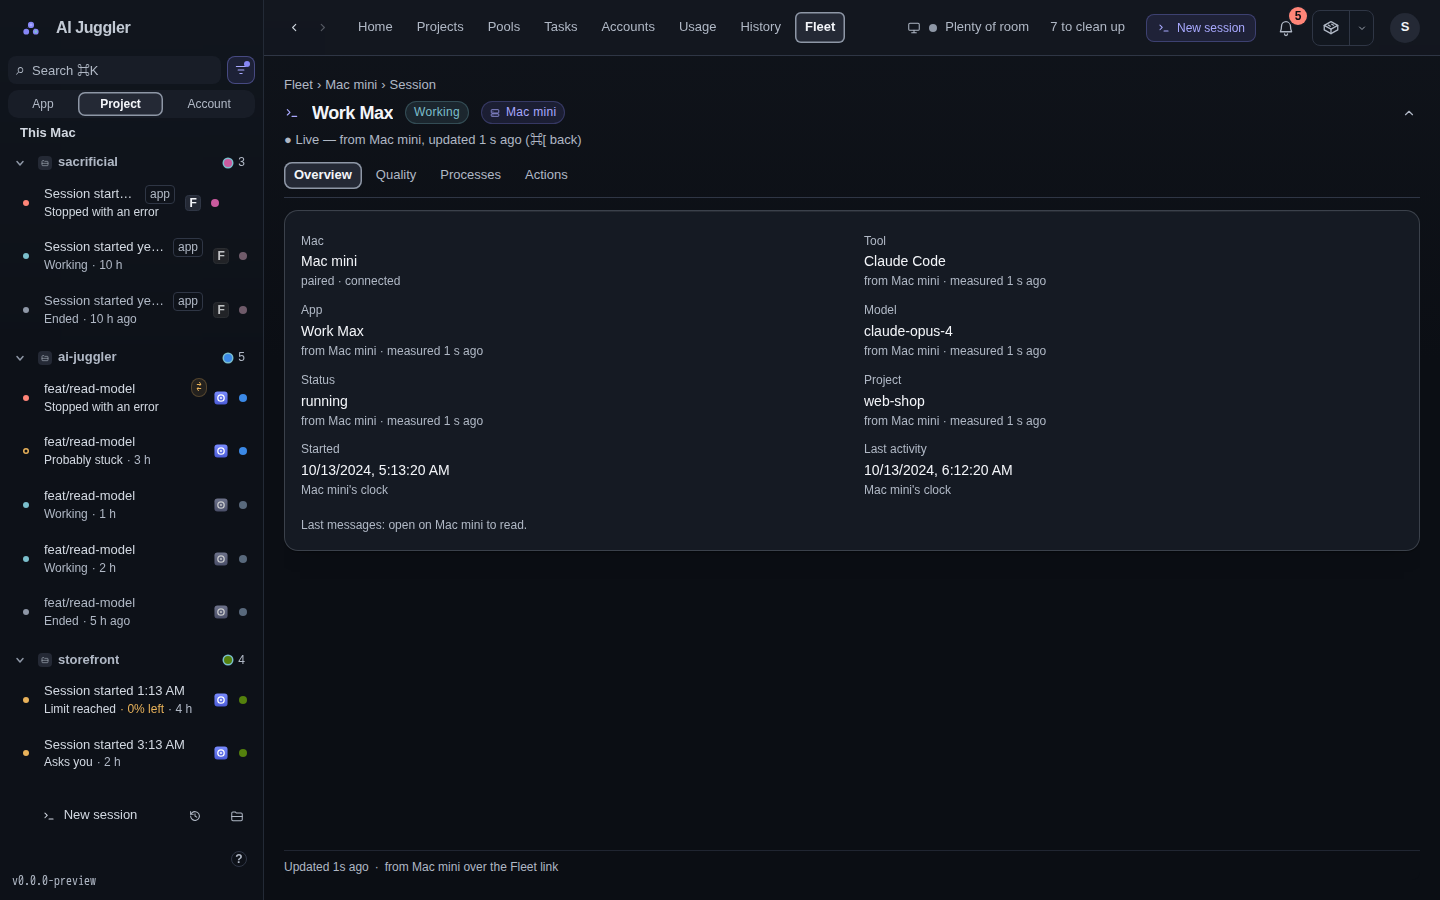 AI Juggler
Home Projects Pools Tasks Accounts Usage History Fleet
Plenty of room 7 to clean up New session 5 S
Search ⌘K
App Project Account
This Mac
sacrificial 3
Session start… app F
Stopped with an error
Session started ye… app F
Working · 10 h
Session started ye… app F
Ended · 10 h ago
ai-juggler 5
feat/read-model
Stopped with an error
feat/read-model
Probably stuck · 3 h
feat/read-model
Working · 1 h
feat/read-model
Working · 2 h
feat/read-model
Ended · 5 h ago
storefront 4
Session started 1:13 AM
Limit reached · 0% left · 4 h
Session started 3:13 AM
Asks you · 2 h
New session
?
v0.0.0-preview
Fleet › Mac mini › Session
Work Max Working Mac mini
● Live — from Mac mini, updated 1 s ago (⌘[ back)
Overview Quality Processes Actions
Mac
Mac mini
paired · connected
Tool
Claude Code
from Mac mini · measured 1 s ago
App
Work Max
from Mac mini · measured 1 s ago
Model
claude-opus-4
from Mac mini · measured 1 s ago
Status
running
from Mac mini · measured 1 s ago
Project
web-shop
from Mac mini · measured 1 s ago
Started
10/13/2024, 5:13:20 AM
Mac mini's clock
Last activity
10/13/2024, 6:12:20 AM
Mac mini's clock
Last messages: open on Mac mini to read.
Updated 1s ago · from Mac mini over the Fleet link